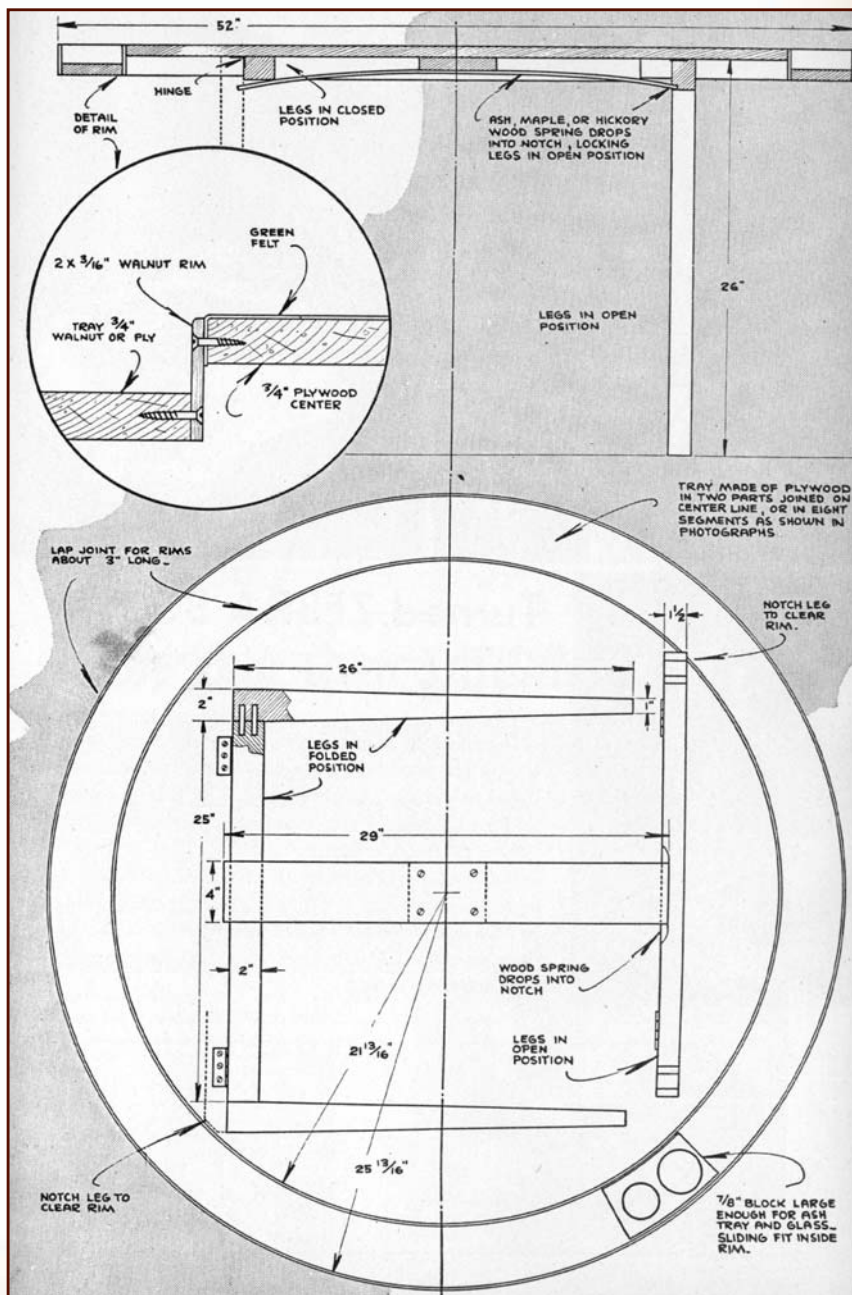 52"
HINGE
LEGS IN CLOSED
POSITION
DETAIL
OF RIM
ASH, MAPLE, OR HICKORY
WOOD SPRING DROPS
INTO NOTCH, LOCKING
LEGS IN OPEN POSITION
GREEN
FELT
2 X 3/16" WALNUT RIM
TRAY 3/4"
WALNUT OR PLY
3/4" PLYWOOD
CENTER
LEGS IN OPEN
POSITION
26"
TRAY MADE OF PLYWOOD
IN TWO PARTS JOINED ON
CENTER LINE, OR IN EIGHT
SEGMENTS AS SHOWN IN
PHOTOGRAPHS
LAP JOINT FOR RIMS
ABOUT 3" LONG-
1 1/2
NOTCH LEG
TO CLEAR
RIM.
26"
2"
1"
LEGS IN
FOLDED
POSITION
25"
29"
4"
2"
WOOD SPRING
DROPS INTO
NOTCH
LEGS IN
OPEN
POSITION
21 13/16"
25 13/16"
NOTCH LEG TO
CLEAR RIM
7/8" BLOCK LARGE
ENOUGH FOR ASH
TRAY AND GLASS-
SLIDING FIT INSIDE
RIM.